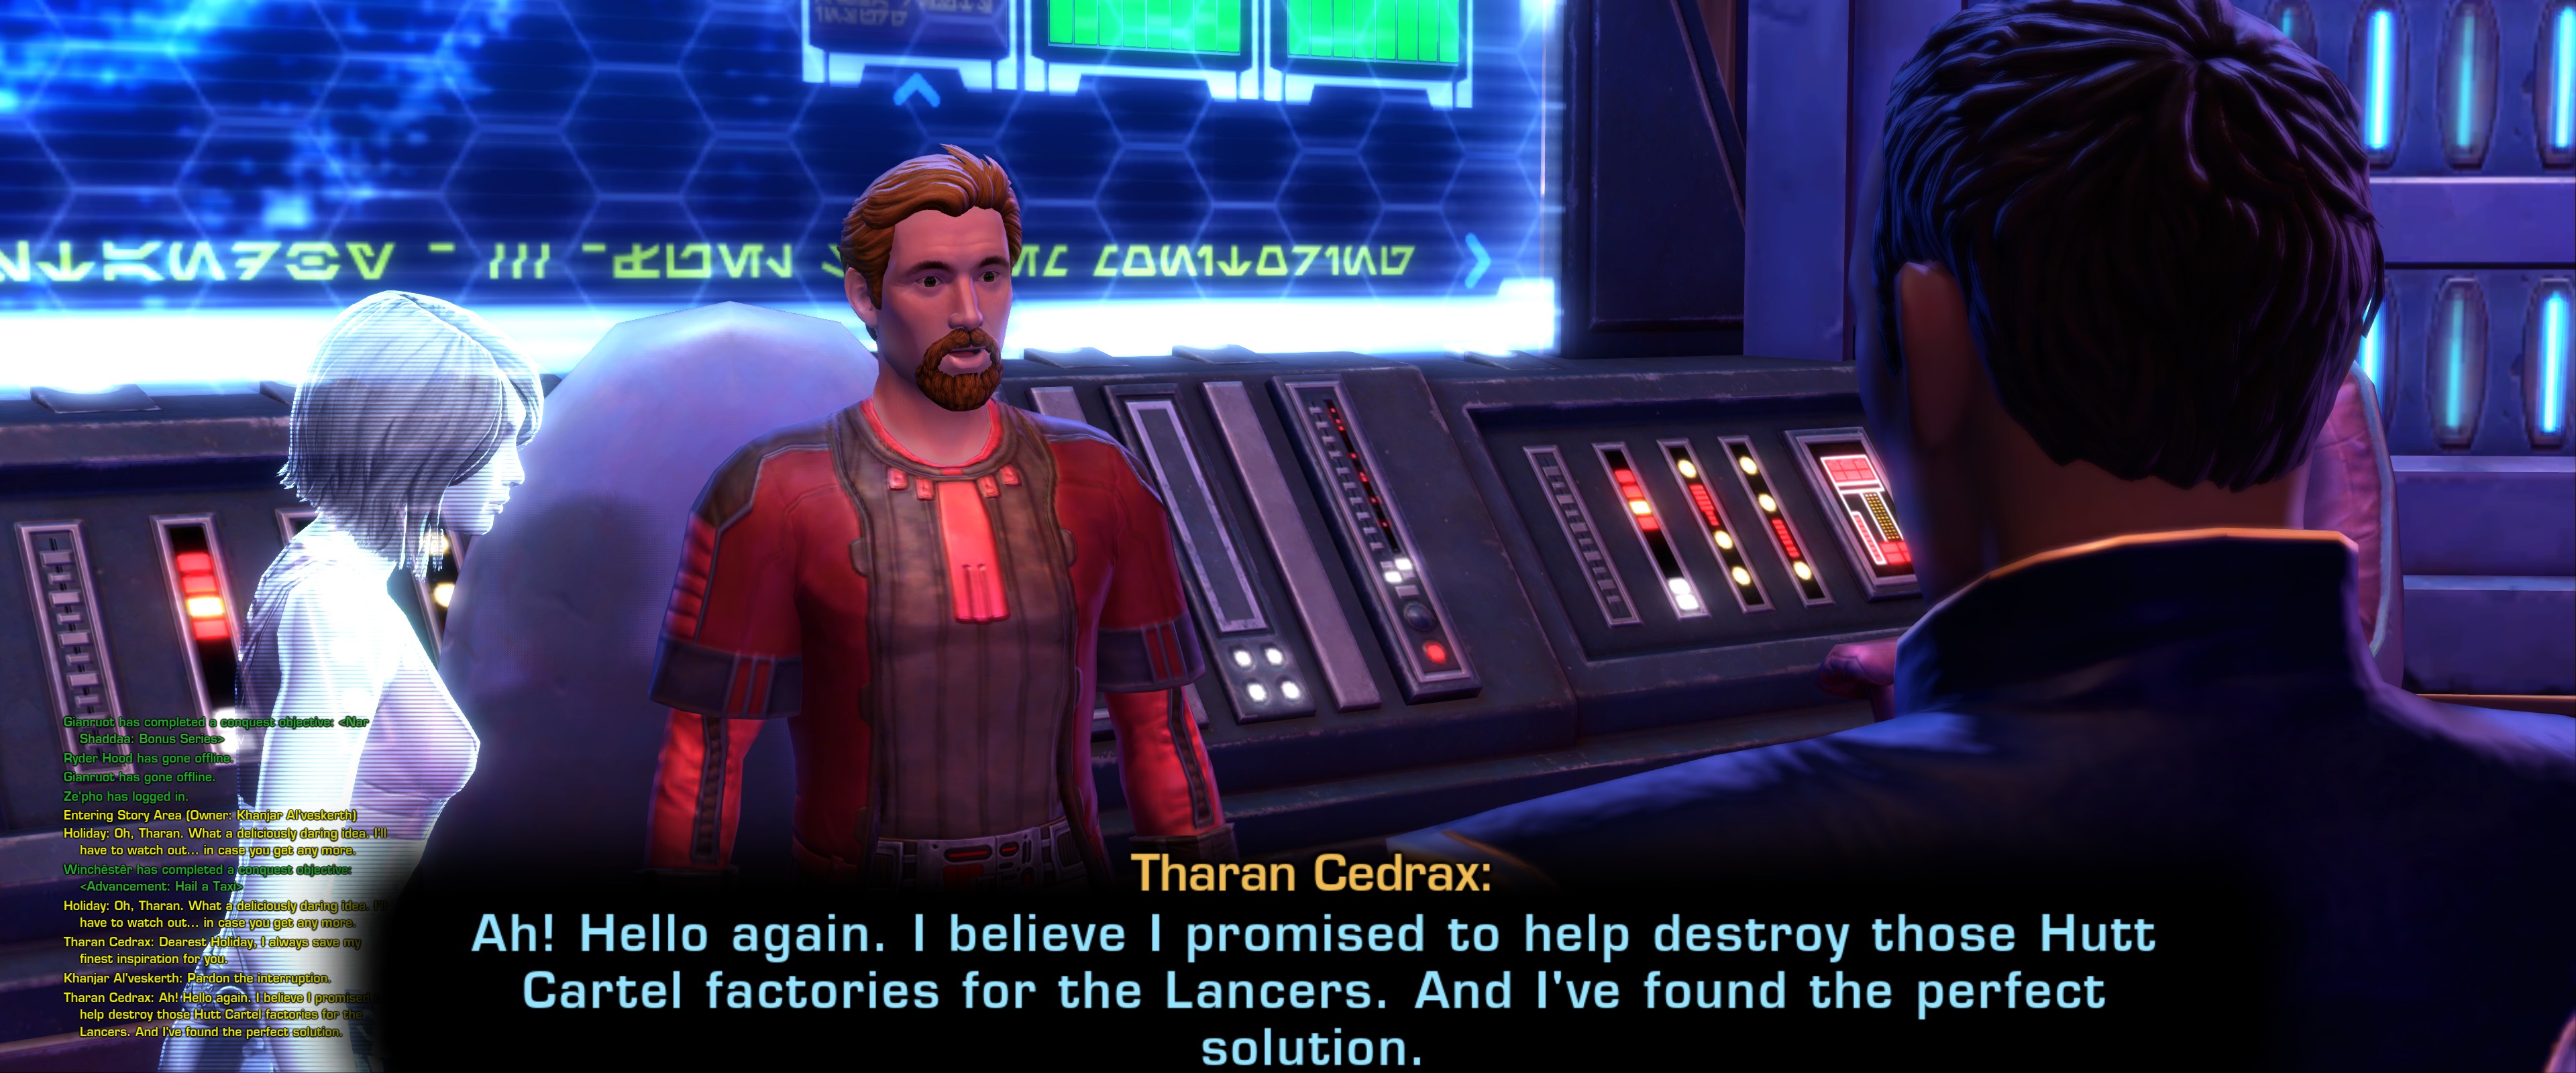 Gianruot has completed a conquest objective: <Nar
Shaddaa: Bonus Series>
Ryder Hood has gone offline.
Gianruot has gone offline.
Ze'pho has logged in.
Entering Story Area (Owner: Khanjar Al'veskerth)
Holiday: Oh, Tharan. What a deliciously daring idea. I'll
have to watch out... in case you get any more.
Winchêstêr has completed a conquest objective:
<Advancement: Hail a Taxi>
Holiday: Oh, Tharan. What a deliciously daring idea. I'll
have to watch out... in case you get any more.
Tharan Cedrax: Dearest Holiday, I always save my
finest inspiration for you.
Khanjar Al'veskerth: Pardon the interruption.
Tharan Cedrax: Ah! Hello again. I believe I promised
help destroy those Hutt Cartel factories for the
Lancers. And I've found the perfect solution.
Tharan Cedrax:
Ah! Hello again. I believe I promised to help destroy those Hutt
Cartel factories for the Lancers. And I've found the perfect
solution.